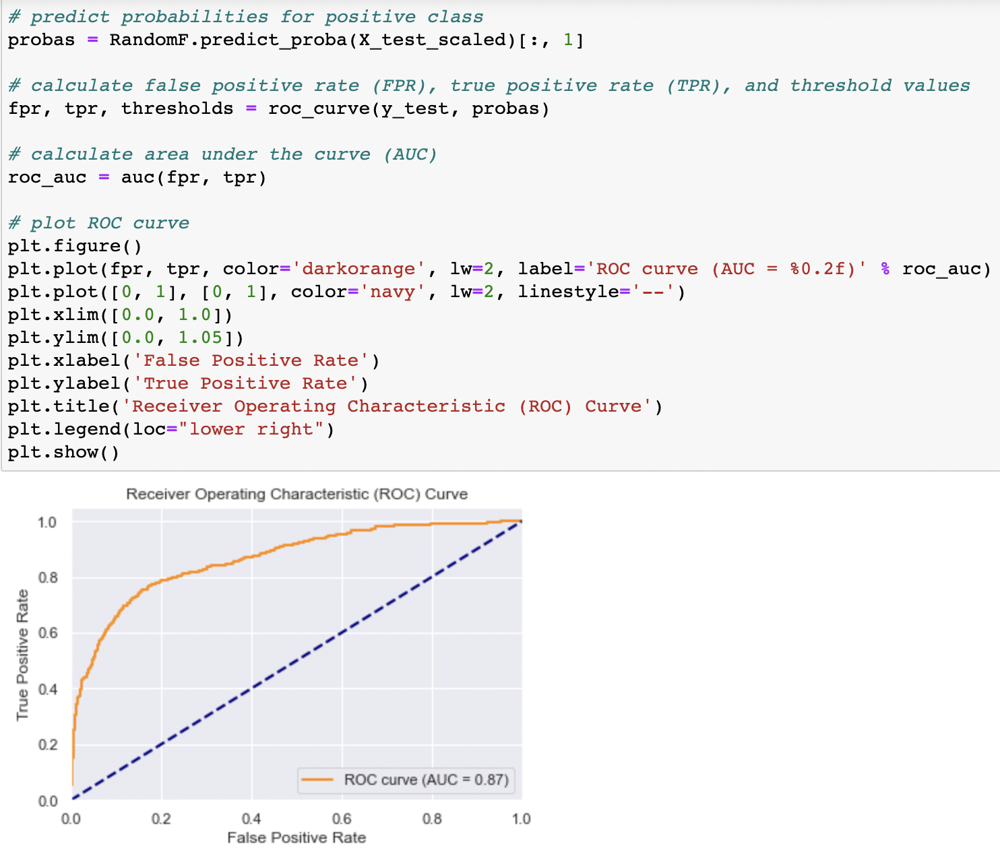 # predict probabilities for positive class
probas = RandomF.predict_proba(X_test_scaled)[:, 1]
# calculate false positive rate (FPR), true positive rate (TPR), and threshold values
fpr, tpr, thresholds = roc_curve(y_test, probas)
# calculate area under the curve (AUC)
roc_auc = auc(fpr, tpr)
# plot ROC curve
plt.figure()
plt.plot(fpr, tpr, color='darkorange', lw=2, label='ROC curve (AUC = %0.2f)' % roc_auc)
plt.plot([0, 1], [0, 1], color='navy', lw=2, linestyle='--')
plt.xlim([0.0, 1.0])
plt.ylim([0.0, 1.05])
plt.xlabel('False Positive Rate')
plt.ylabel('True Positive Rate')
plt.title('Receiver Operating Characteristic (ROC) Curve')
plt.legend(loc="lower right")
plt.show()
Receiver Operating Characteristic (ROC) Curve
True Positive Rate
1.0
0.8
0.6
0.4
0.2
0.0
ROC curve (AUC = 0.87)
0.0 0.2 0.4 0.6 0.8 1.0
False Positive Rate